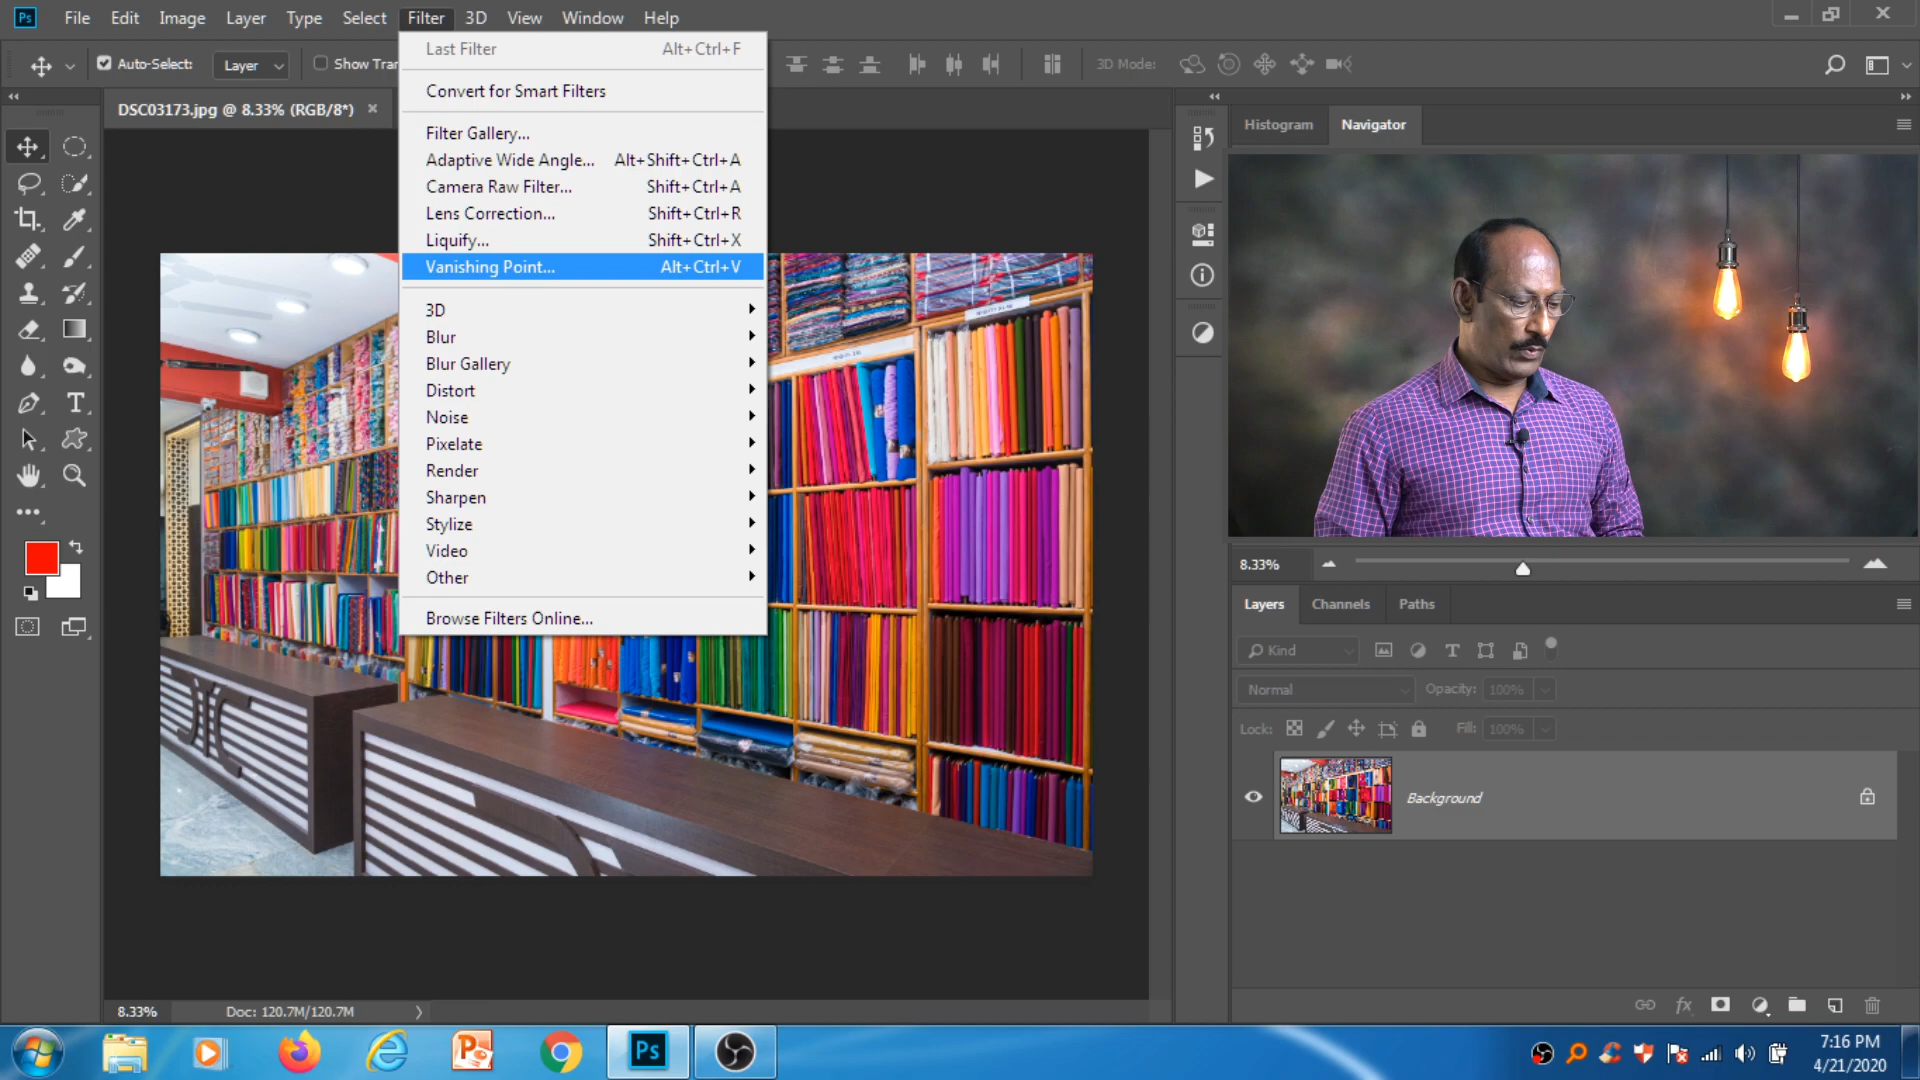 Ps File Edit Image Layer Type Select Filter 3D View Window Help
Auto-Select: Layer Show Tran 3D Mode:
DSC03173.jpg @ 8.33% (RGB/8*) ×
Last Filter Alt+Ctrl+F
Convert for Smart Filters
Filter Gallery...
Adaptive Wide Angle... Alt+Shift+Ctrl+A
Camera Raw Filter... Shift+Ctrl+A
Lens Correction... Shift+Ctrl+R
Liquify... Shift+Ctrl+X
Vanishing Point... Alt+Ctrl+V
3D
Blur
Blur Gallery
Distort
Noise
Pixelate
Render
Sharpen
Stylize
Video
Other
Browse Filters Online...
Histogram Navigator
8.33%
Layers Channels Paths
Kind
Normal Opacity: 100%
Lock: Fill: 100%
Background
fx
8.33% Doc: 120.7M/120.7M
Ps
7:16 PM
4/21/2020